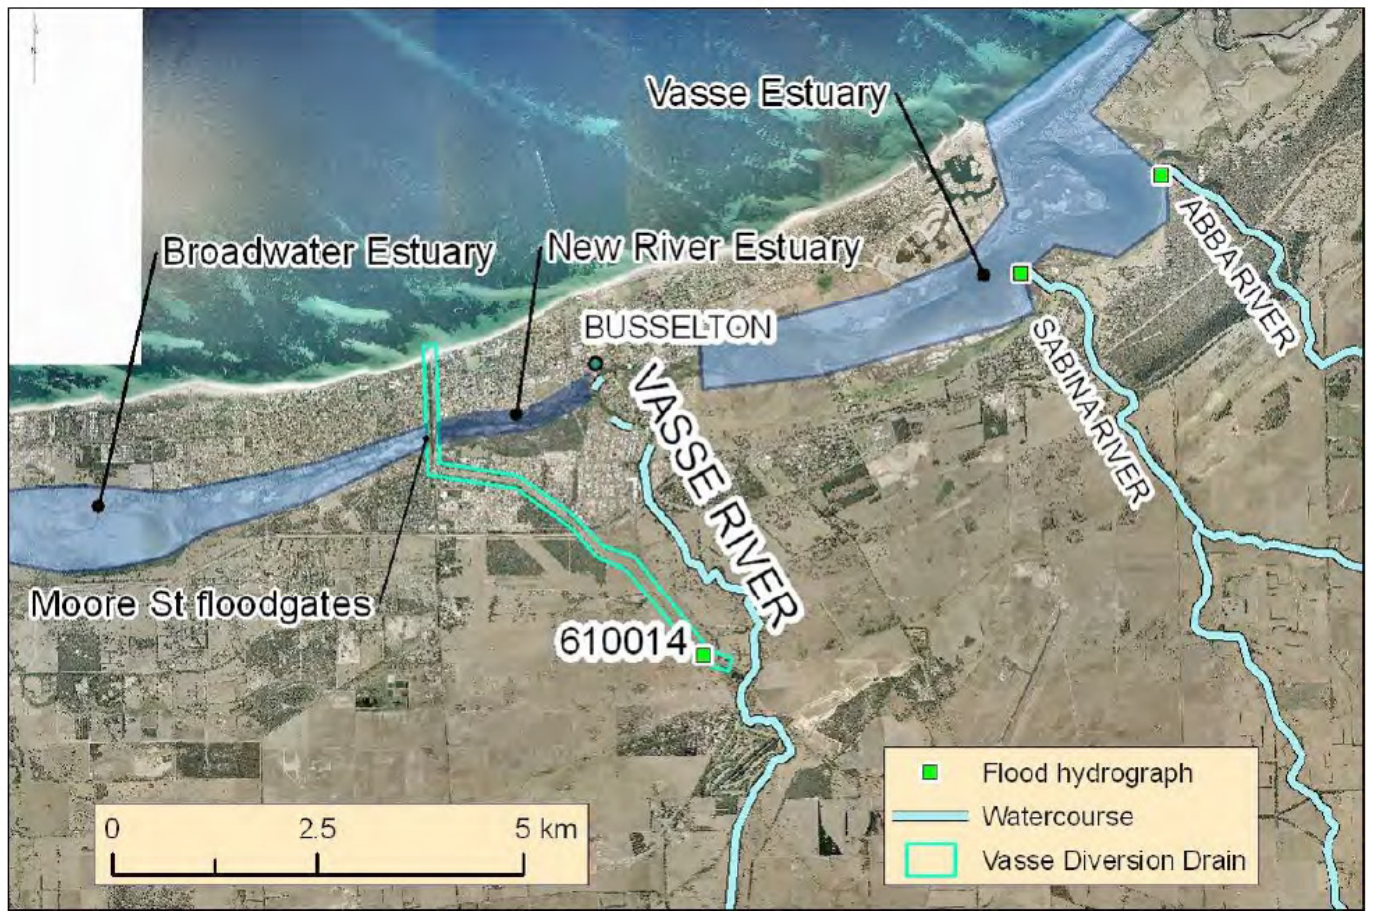 Vasse Estuary
Broadwater Estuary
New River Estuary
BUSSELTON
ABBA RIVER
SABINA RIVER
VASSE RIVER
Moore St floodgates
610014
Flood hydrograph
Watercourse
Vasse Diversion Drain
0 2.5 5 km